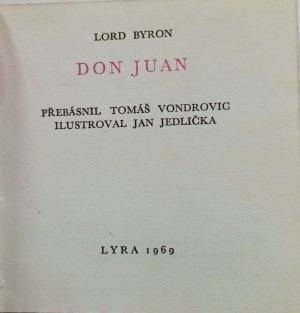 LORD BYRON
DON JUAN
PŘEBÁSNIL TOMÁŠ VONDROVIC
ILUSTROVAL JAN JEDLIČKA
LYRA 1969